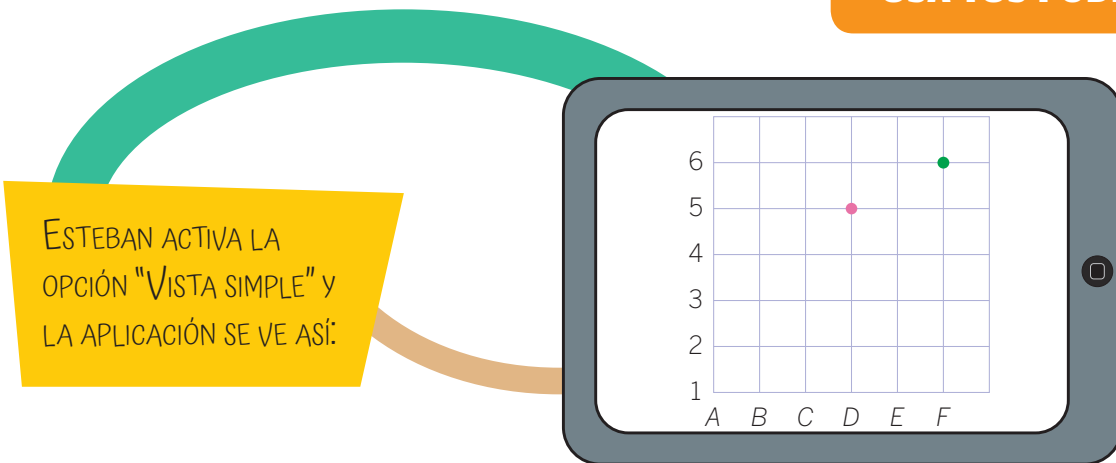 ESTEBAN ACTIVA LA
OPCIÓN "VISTA SIMPLE" Y
LA APLICACIÓN SE VE ASÍ:
6
5
4
3
2
1
A B C D E F